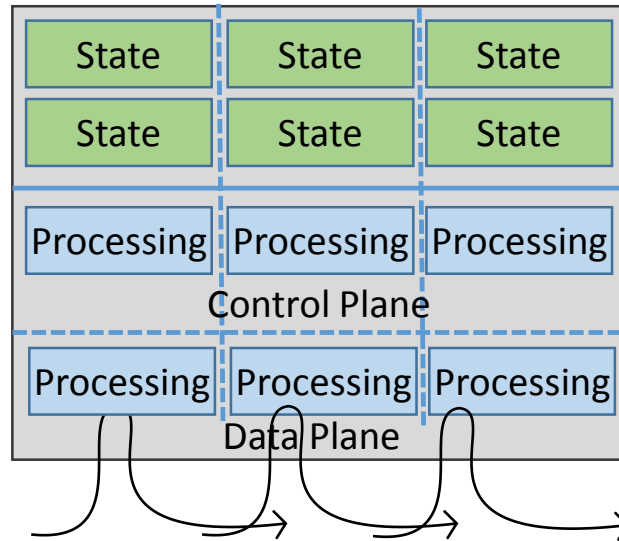 State State State
State State State
Processing Processing Processing
Control Plane
Processing Processing Processing
Data Plane